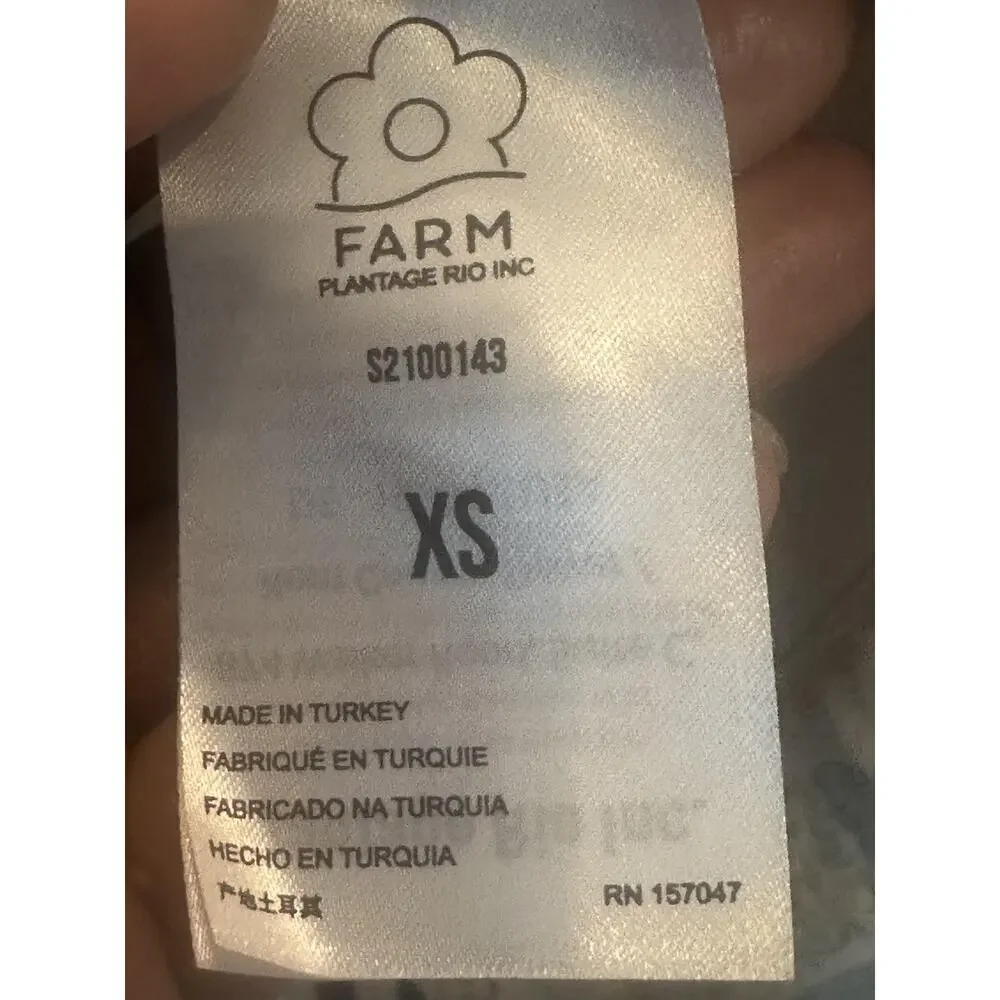 FARM
PLANTAGE RIO INC
S2100143
XS
MADE IN TURKEY
FABRIQUÉ EN TURQUIE
FABRICADO NA TURQUIA
HECHO EN TURQUIA
产地土耳其
RN 157047